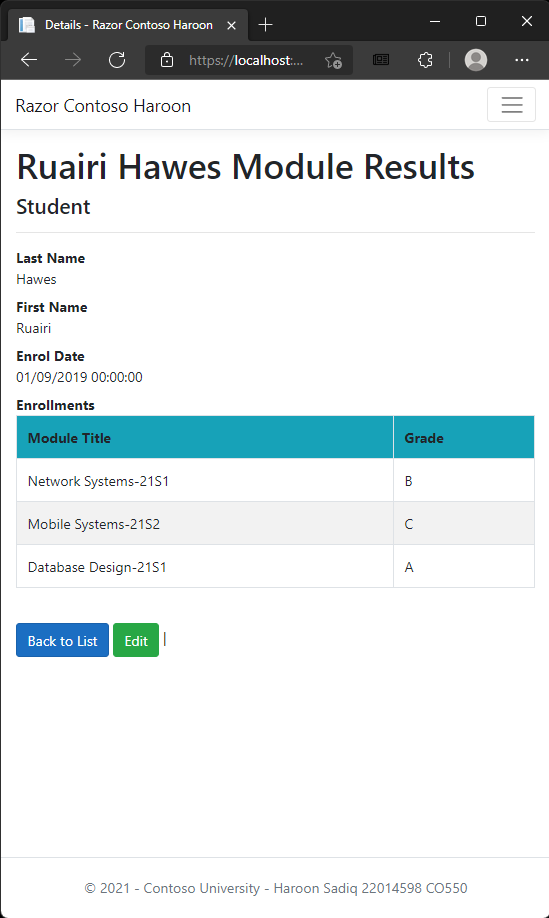 Details - Razor Contoso Haroon
https://localhost:...
Razor Contoso Haroon
Ruairi Hawes Module Results
Student
Last Name
Hawes
First Name
Ruairi
Enrol Date
01/09/2019 00:00:00
Enrollments
Module Title Grade
Network Systems-21S1 B
Mobile Systems-21S2 C
Database Design-21S1 A
Back to List Edit |
© 2021 - Contoso University - Haroon Sadiq 22014598 CO550